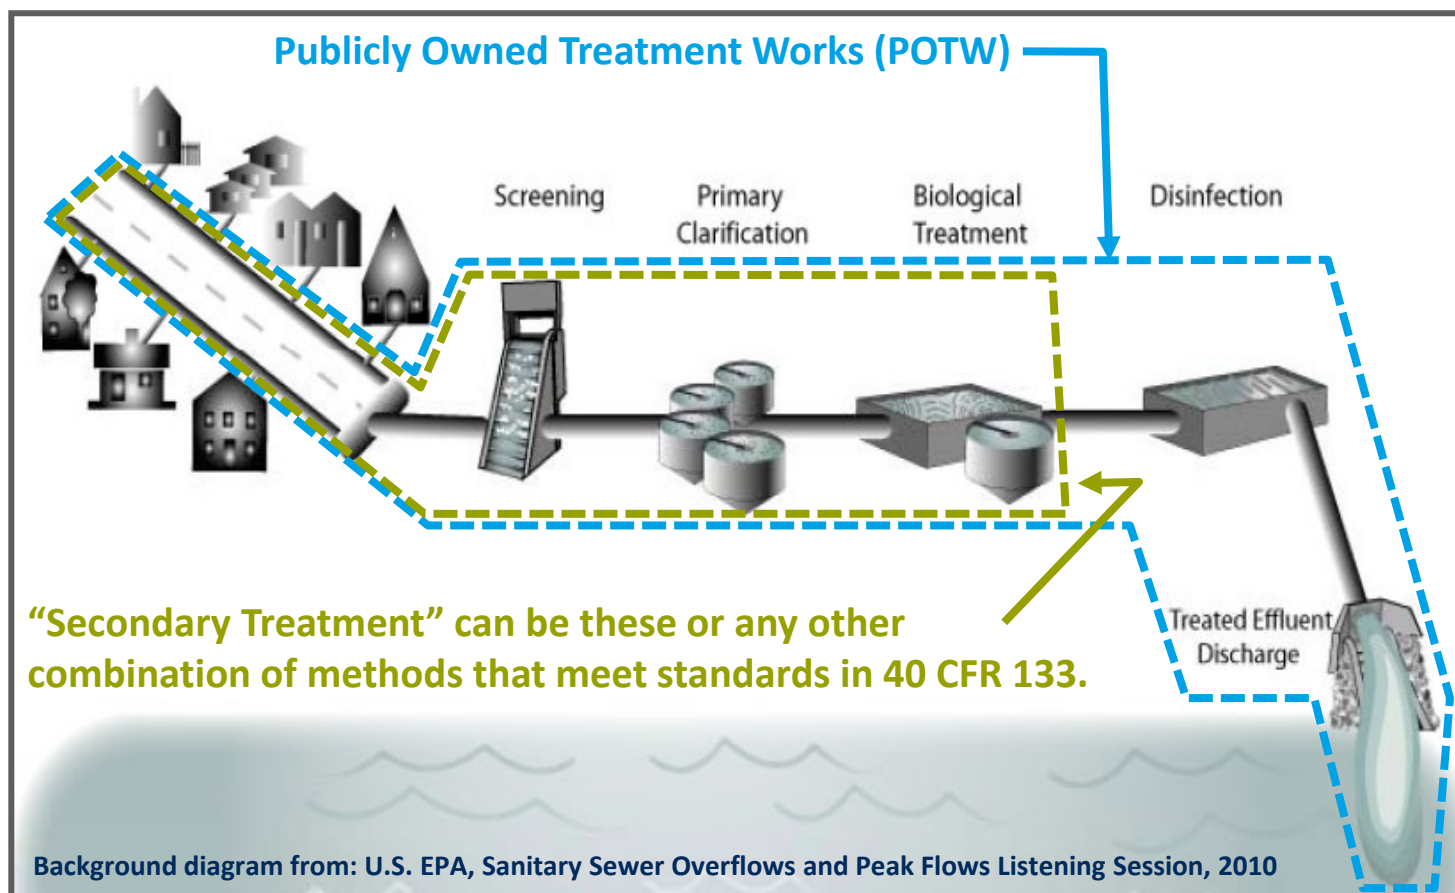 Publicly Owned Treatment Works (POTW)
Screening
Primary
Clarification
Biological
Treatment
Disinfection
“Secondary Treatment” can be these or any other
combination of methods that meet standards in 40 CFR 133.
Treated Effluent
Discharge
Background diagram from: U.S. EPA, Sanitary Sewer Overflows and Peak Flows Listening Session, 2010